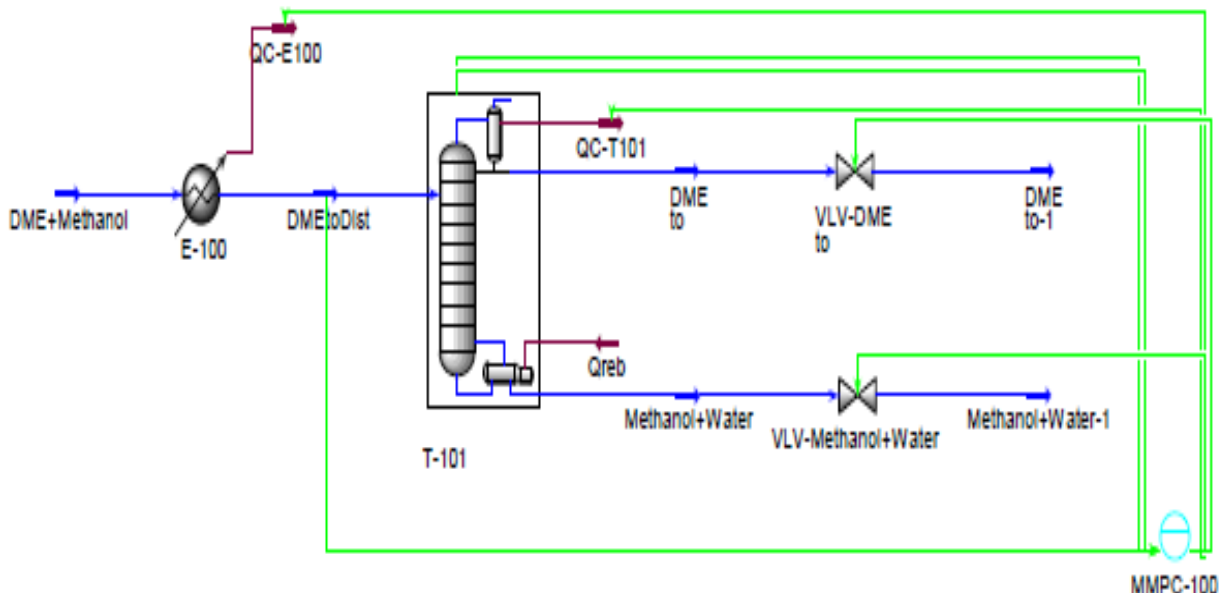 QC-E100
QC-T101
DME+Methanol
E-100
DMEtoDist
DME
to
VLV-DME
to
DME
to-1
Qreb
Methanol+Water
VLV-Methanol+Water
Methanol+Water-1
T-101
MMPC-100